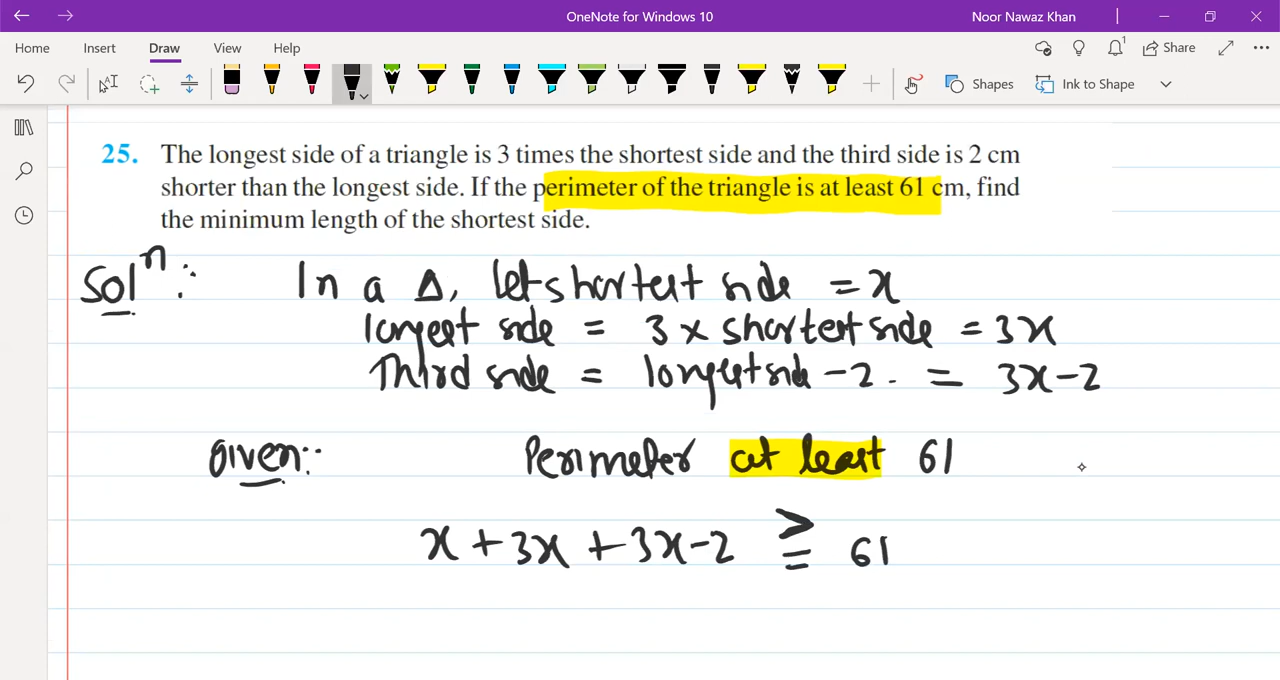 OneNote for Windows 10
Noor Nawaz Khan
Home Insert Draw View Help
1 Share
Shapes Ink to Shape
25. The longest side of a triangle is 3 times the shortest side and the third side is 2 cm
shorter than the longest side. If the perimeter of the triangle is at least 61 cm, find
the minimum length of the shortest side.
Solⁿ: In a Δ, let shortest side = x
longest side = 3 × shortest side = 3x
Third side = longest side - 2. = 3x-2
Given: Perimeter at least 61
x + 3x + 3x - 2 ≥ 61